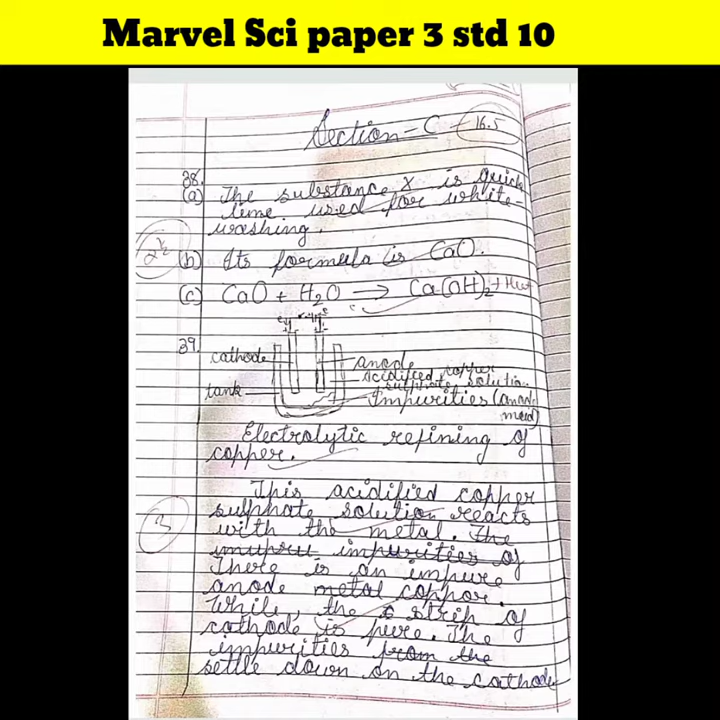 Marvel Sci paper 3 std 10
Section-C 16.5
38.
(a) The substance X is quick
lime used for white-
washing.
2½
(b) Its formula is CaO.
(c) CaO + H₂O → Ca(OH)₂ + Heat
39.
cathode
anode
acidified copper
sulphate solution
tank
Impurities (anode
mud)
Electrolytic refining of
copper.
This acidified copper
sulphate solution reacts
3
with the metal. The
impuru impurities of
There is an impure
anode metal coppor.
While, the s strip of
cathode is pure. The
impurities from the
settle down on the cathode